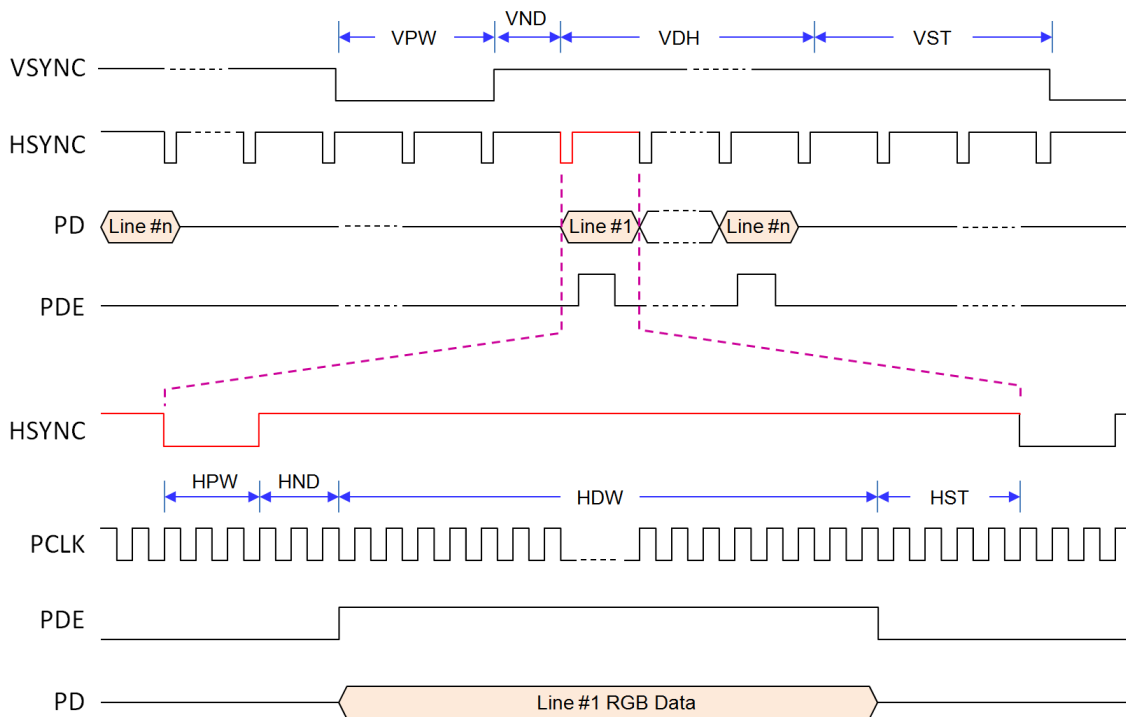 VPW VND VDH VST
VSYNC
HSYNC
PD Line #n Line #1 Line #n
PDE
HSYNC
HPW HND HDW HST
PCLK
PDE
PD Line #1 RGB Data